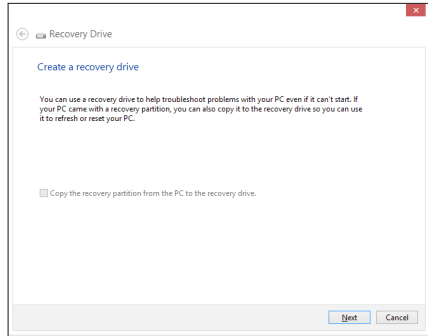 Recovery Drive
Create a recovery drive
You can use a recovery drive to help troubleshoot problems with your PC even if it can't start. If
your PC came with a recovery partition, you can also copy it to the recovery drive so you can use
it to refresh or reset your PC.
Copy the recovery partition from the PC to the recovery drive.
Next Cancel